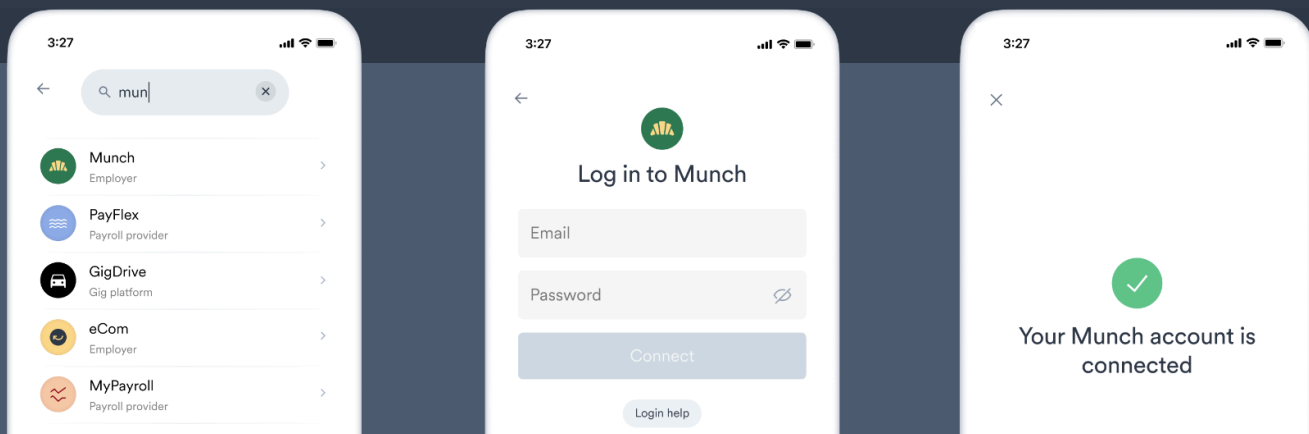 3:27
mun
Munch
Employer
PayFlex
Payroll provider
GigDrive
Gig platform
eCom
Employer
MyPayroll
Payroll provider
3:27
Log in to Munch
Email
Password
Connect
Login help
3:27
Your Munch account is
connected